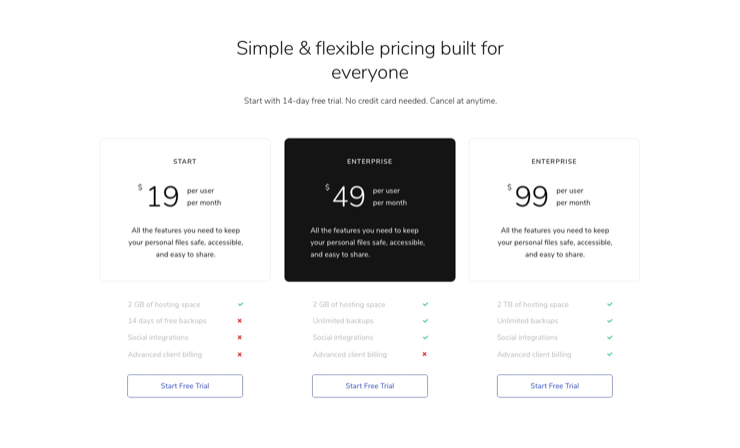 Simple & flexible pricing built for
everyone
Start with 14-day free trial. No credit card needed. Cancel at anytime.
START
$ 19 per user
per month
All the features you need to keep
your personal files safe, accessible,
and easy to share.
2 GB of hosting space
14 days of free backups
Social integrations
Advanced client billing
Start Free Trial
ENTERPRISE
$ 49 per user
per month
All the features you need to keep
your personal files safe, accessible,
and easy to share.
2 GB of hosting space
Unlimited backups
Social integrations
Advanced client billing
Start Free Trial
ENTERPRISE
$ 99 per user
per month
All the features you need to keep
your personal files safe, accessible,
and easy to share.
2 TB of hosting space
Unlimited backups
Social integrations
Advanced client billing
Start Free Trial